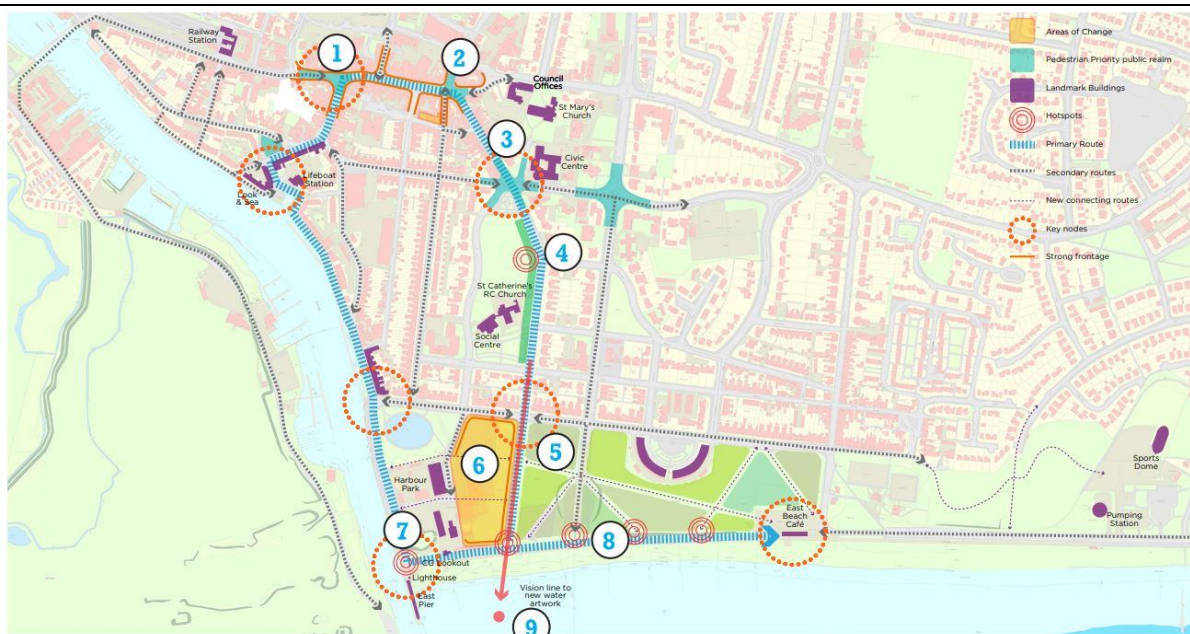 Railway
Station
1
2
Council
Offices
St Mary's
Church
3
Civic
Centre
Lifeboat
Station
Look
& Sea
4
St Catherine's
RC Church
Social
Centre
5
6
Harbour
Park
7
CG Lookout
Lighthouse
East
Pier
8
East
Beach
Café
Vision line to
new water
artwork
9
Sports
Dome
Pumping
Station
Areas of Change
Pedestrian Priority public realm
Landmark Buildings
Hotspots
Primary Route
Secondary routes
New connecting routes
Key nodes
Strong frontage